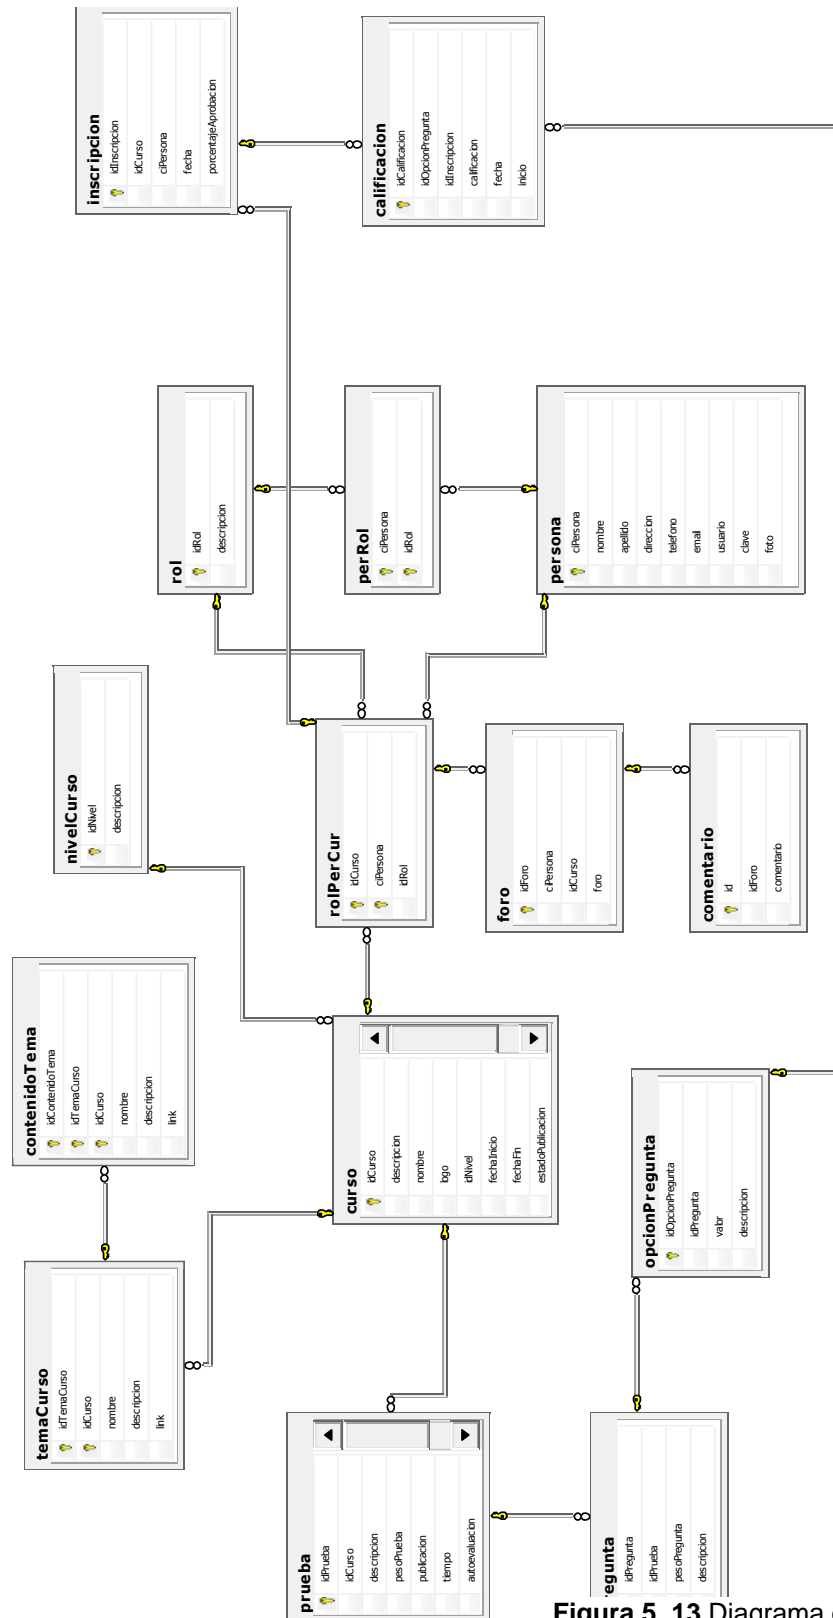 inscripcion
idInscripcion
idCurso
ciPersona
fecha
porcentajeAprobacion
calificacion
idCalificacion
idOpcionPregunta
idInscripcion
calificacion
fecha
inicio
rol
idRol
descripcion
perRol
ciPersona
idRol
persona
ciPersona
nombre
apellido
direccion
telefono
email
usuario
clave
foto
nivelCurso
idNivel
descripcion
rolPerCur
idCurso
ciPersona
idRol
foro
idForo
ciPersona
idCurso
foro
comentario
id
idForo
comentario
contenidoTema
idContenidoTema
idTemaCurso
idCurso
nombre
descripcion
link
curso
idCurso
descripcion
nombre
logo
idNivel
fechaInicio
fechaFin
estadoPublicacion
opcionPregunta
idOpcionPregunta
idPregunta
valor
descripcion
temaCurso
idTemaCurso
idCurso
nombre
descripcion
link
prueba
idPrueba
idCurso
descripcion
pesoPrueba
publicacion
tiempo
autoevaluacion
regunta
idPregunta
idPrueba
pesoPregunta
descripcion
Figura 5. 13 Diagrama